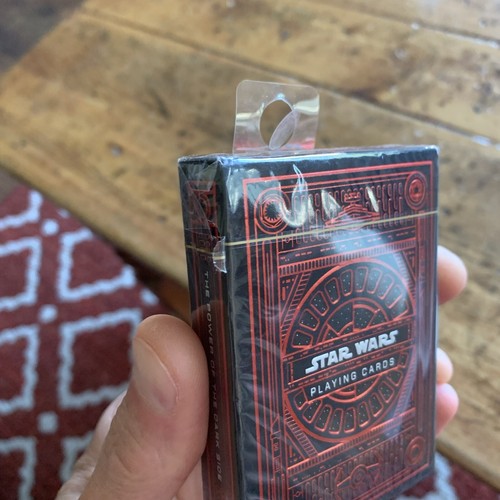 STAR WARS
PLAYING CARDS
THE POWER OF THE DARK SIDE